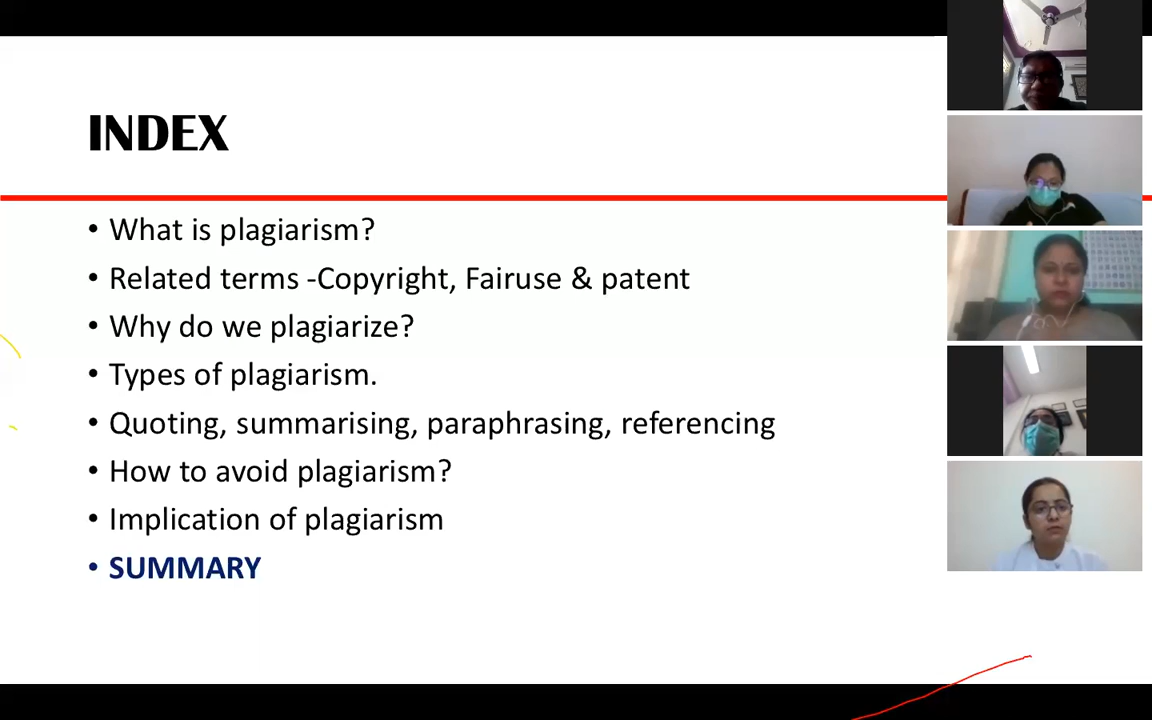 INDEX
• What is plagiarism?
• Related terms -Copyright, Fairuse & patent
• Why do we plagiarize?
• Types of plagiarism.
• Quoting, summarising, paraphrasing, referencing
• How to avoid plagiarism?
• Implication of plagiarism
• SUMMARY